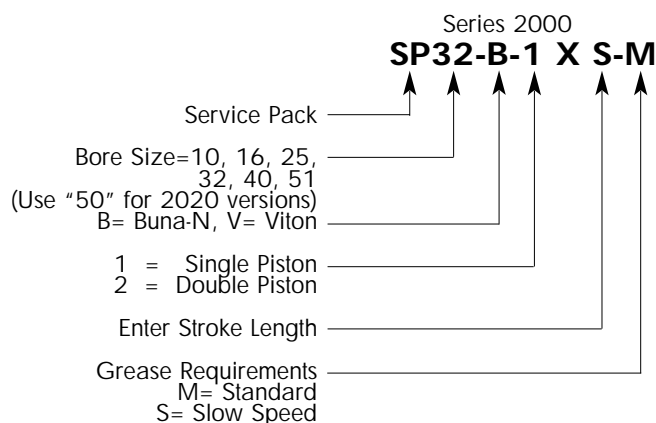 Series 2000
SP32-B-1 X S-M
Service Pack
Bore Size=10, 16, 25,
32, 40, 51
(Use “50” for 2020 versions)
B= Buna-N, V= Viton
1 = Single Piston
2 = Double Piston
Enter Stroke Length
Grease Requirements
M= Standard
S= Slow Speed